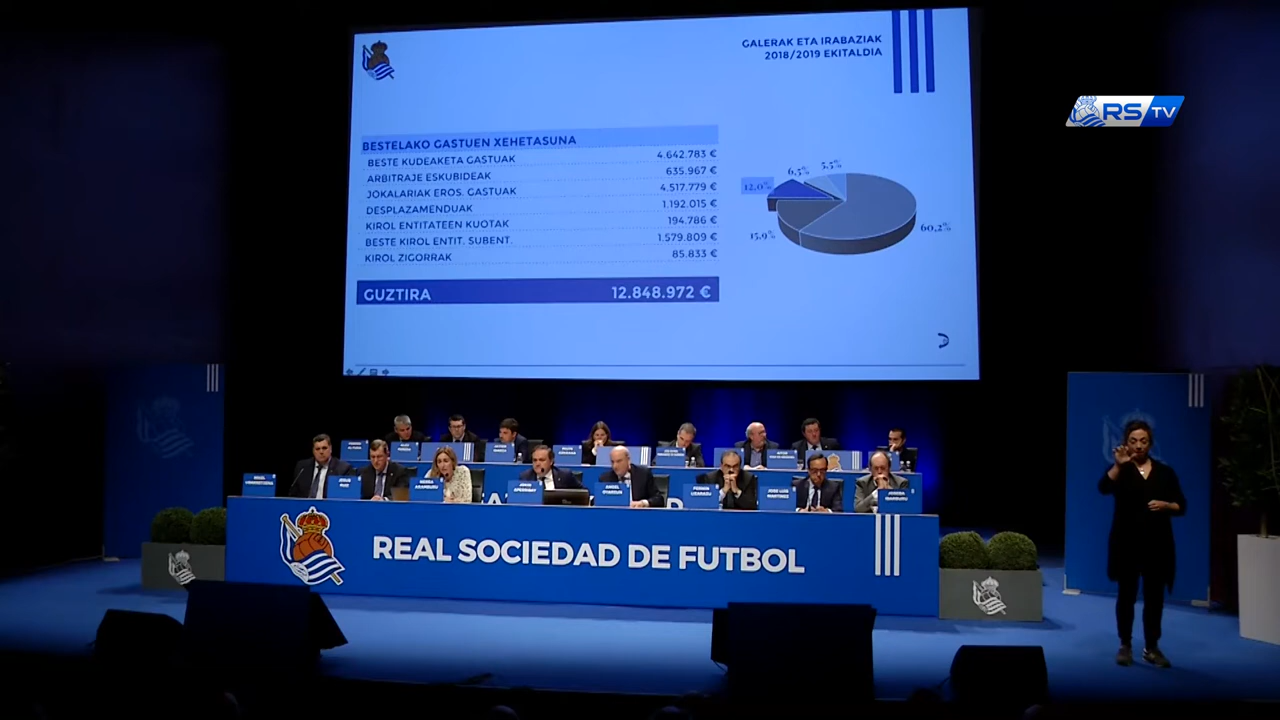 GALERAK ETA IRABAZIAK
2018/2019 EKITALDIA
RS TV
BESTELAKO GASTUEN XEHETASUNA
BESTE KUDEAKETA GASTUAK 4.642.783 €
ARBITRAJE ESKUBIDEAK 635.967 €
JOKALARIAK EROS. GASTUAK 4.517.779 €
DESPLAZAMENDUAK 1.192.015 €
KIROL ENTITATEEN KUOTAK 194.786 €
BESTE KIROL ENTIT. SUBENT. 1.579.809 €
KIROL ZIGORRAK 85.833 €
GUZTIRA 12.848.972 €
5,5%
6,5%
12,0%
15,9%
60,2%
REAL SOCIEDAD DE FUTBOL